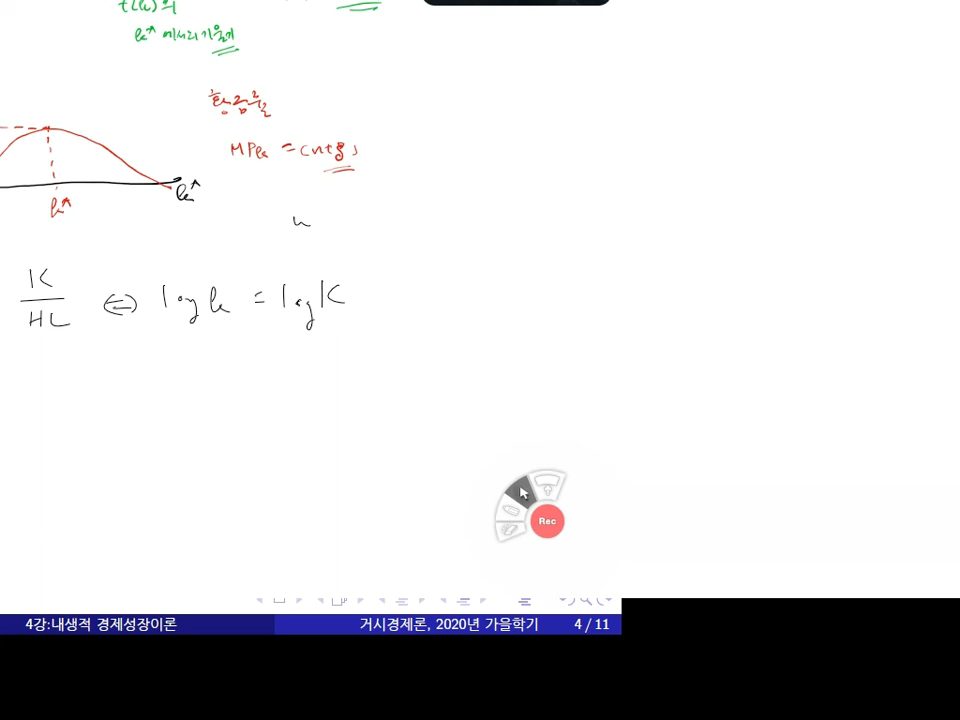 f(k)의
k* 에서의 기울기
황금률
MPk = (n+g)
k*
k*
n
K
HL
⇔ log k = log K
Rec
4강:내생적 경제성장이론
거시경제론, 2020년 가을학기
4 / 11